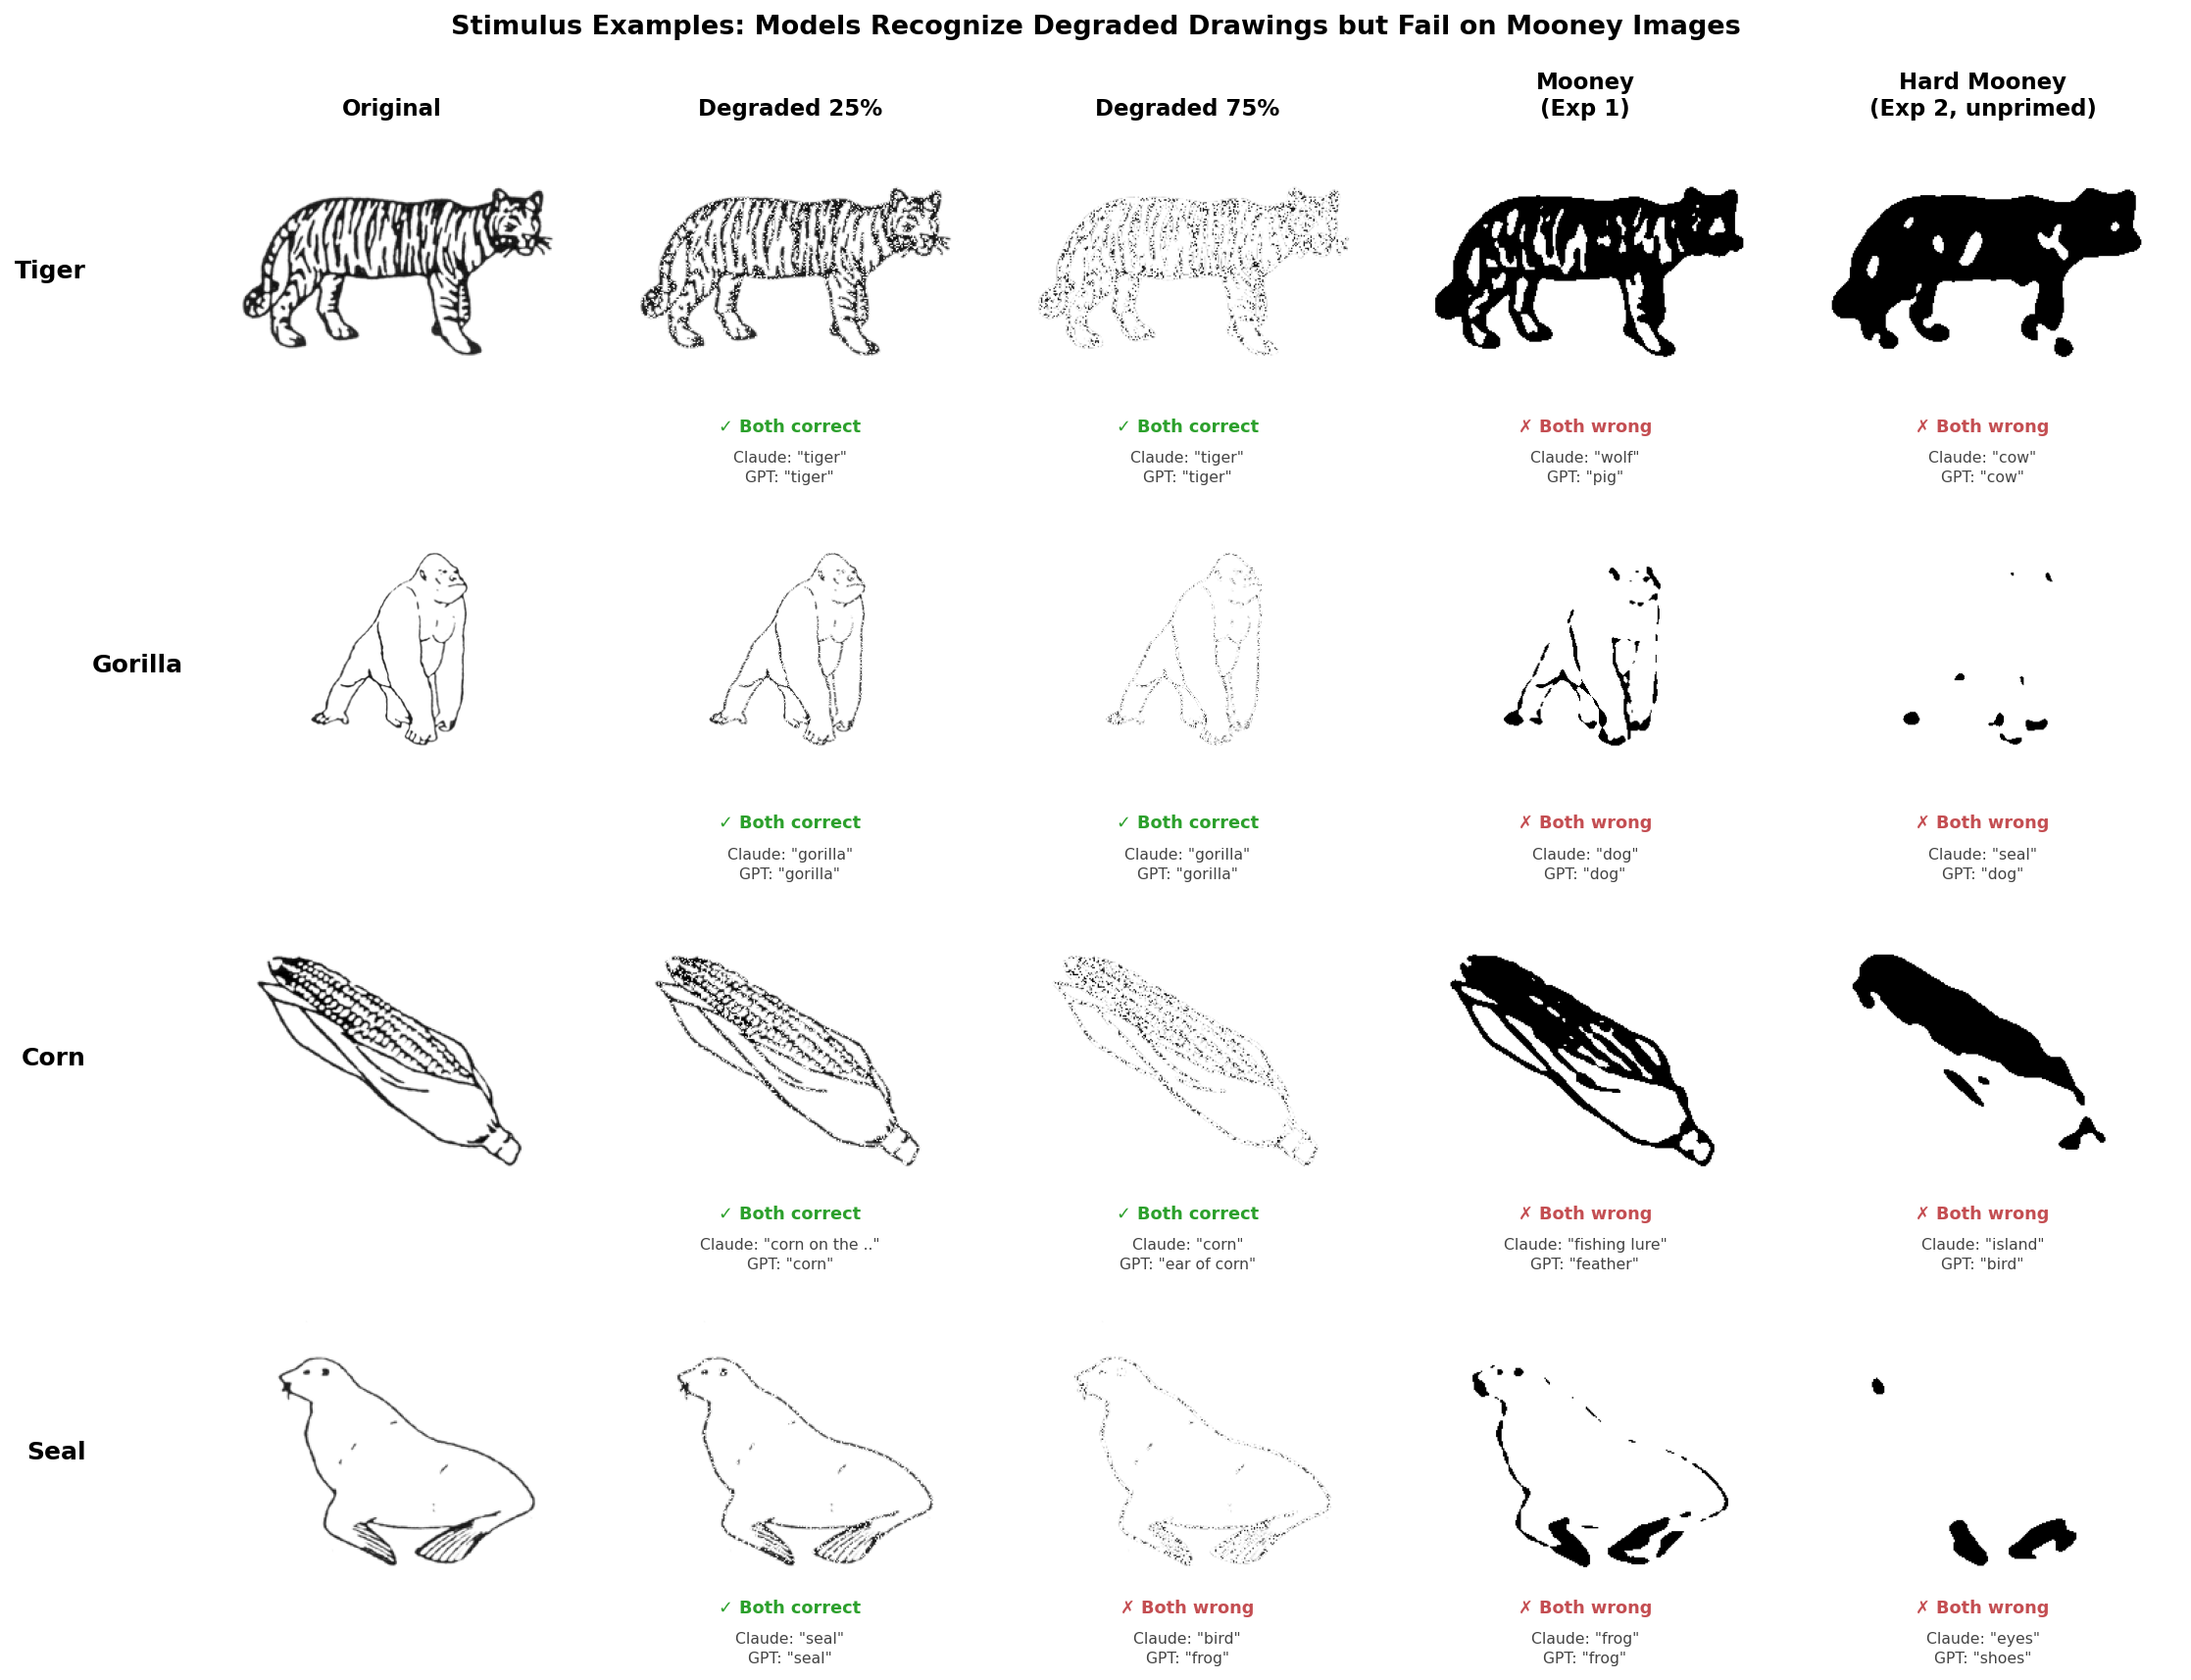 Stimulus Examples: Models Recognize Degraded Drawings but Fail on Mooney Images
Original
Degraded 25%
Degraded 75%
Mooney
(Exp 1)
Hard Mooney
(Exp 2, unprimed)
Tiger
✓ Both correct
Claude: "tiger"
GPT: "tiger"
✓ Both correct
Claude: "tiger"
GPT: "tiger"
✗ Both wrong
Claude: "wolf"
GPT: "pig"
✗ Both wrong
Claude: "cow"
GPT: "cow"
Gorilla
✓ Both correct
Claude: "gorilla"
GPT: "gorilla"
✓ Both correct
Claude: "gorilla"
GPT: "gorilla"
✗ Both wrong
Claude: "dog"
GPT: "dog"
✗ Both wrong
Claude: "seal"
GPT: "dog"
Corn
✓ Both correct
Claude: "corn on the .."
GPT: "corn"
✓ Both correct
Claude: "corn"
GPT: "ear of corn"
✗ Both wrong
Claude: "fishing lure"
GPT: "feather"
✗ Both wrong
Claude: "island"
GPT: "bird"
Seal
✓ Both correct
Claude: "seal"
GPT: "seal"
✗ Both wrong
Claude: "bird"
GPT: "frog"
✗ Both wrong
Claude: "frog"
GPT: "frog"
✗ Both wrong
Claude: "eyes"
GPT: "shoes"